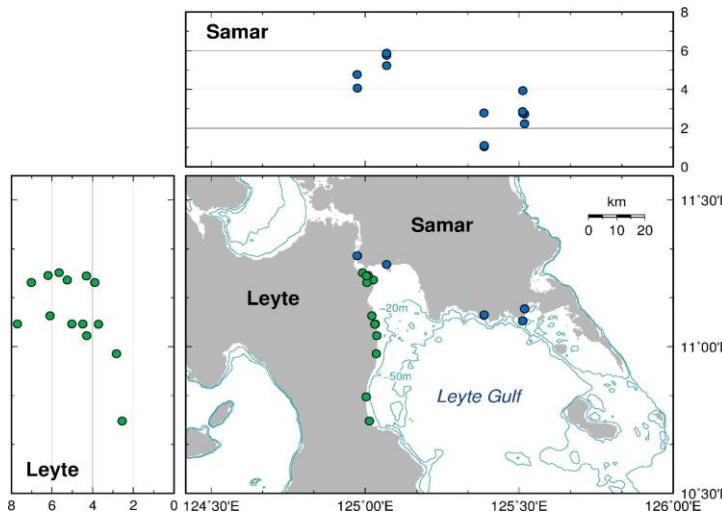 Samar
8
6
4
2
0
km
0 10 20
11°30'
Samar
Leyte
-20m
11°00'
-50m
Leyte Gulf
Leyte
10°30'
8 6 4 2 0
124°30'E 125°00'E 125°30'E 126°00'E